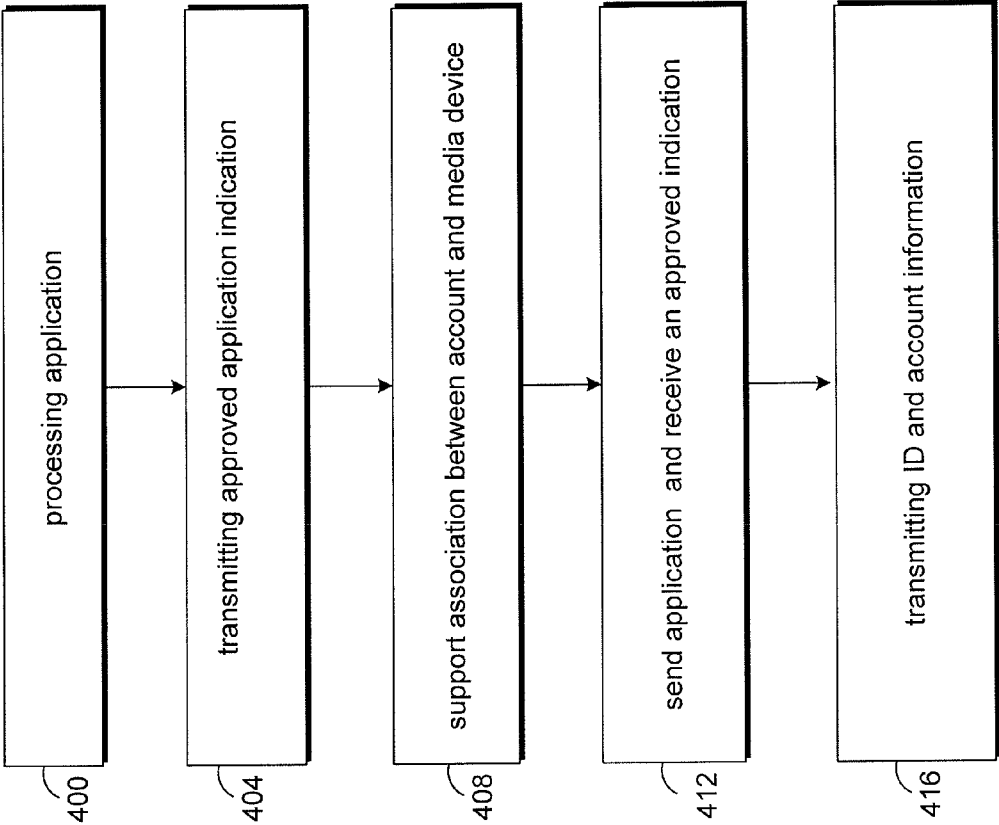 processing application
400
transmitting approved application indication
404
support association between account and media device
408
send application and receive an approved indication
412
transmitting ID and account information
416